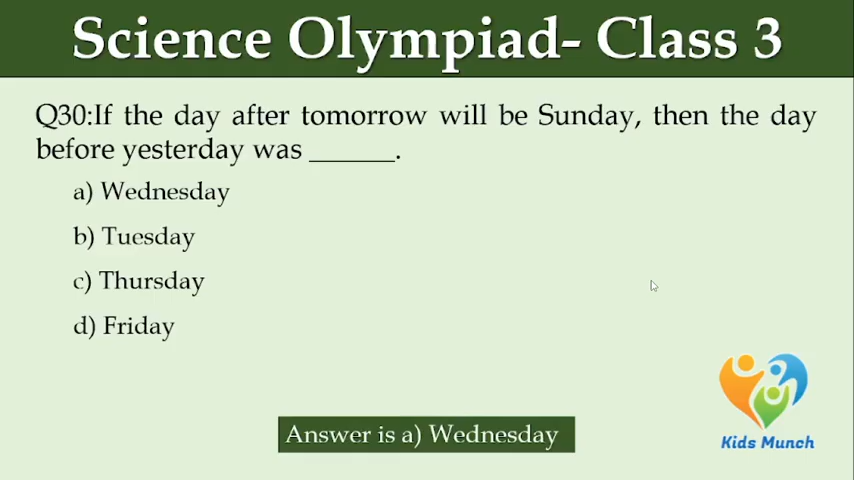 Science Olympiad- Class 3
Q30:If the day after tomorrow will be Sunday, then the day
before yesterday was ______.
a) Wednesday
b) Tuesday
c) Thursday
d) Friday
Answer is a) Wednesday
Kids Munch